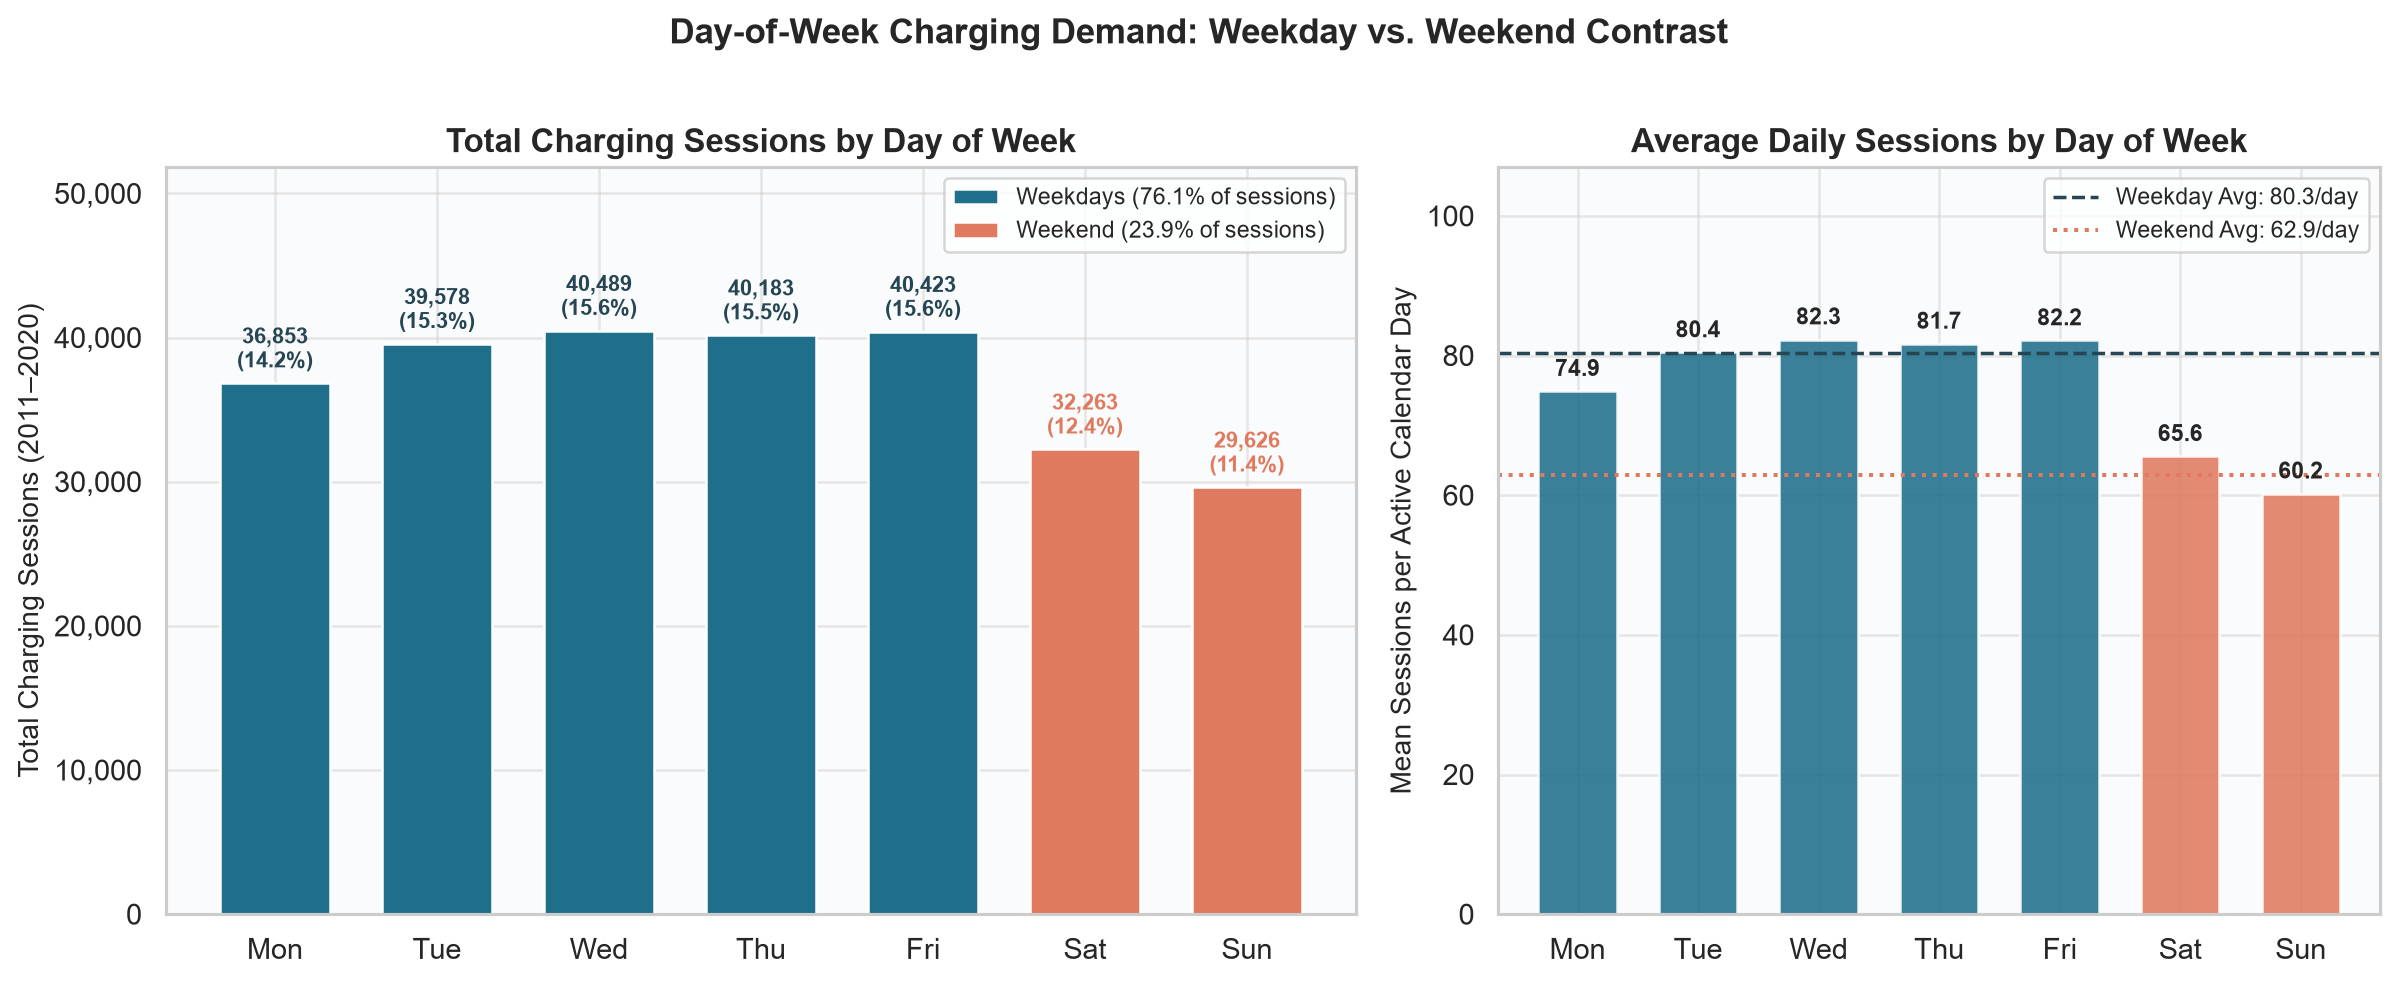 Day-of-Week Charging Demand: Weekday vs. Weekend Contrast
Total Charging Sessions by Day of Week
Total Charging Sessions (2011–2020)
50,000
40,000
30,000
20,000
10,000
0
Weekdays (76.1% of sessions)
Weekend (23.9% of sessions)
36,853
(14.2%)
39,578
(15.3%)
40,489
(15.6%)
40,183
(15.5%)
40,423
(15.6%)
32,263
(12.4%)
29,626
(11.4%)
Mon
Tue
Wed
Thu
Fri
Sat
Sun
Average Daily Sessions by Day of Week
Mean Sessions per Active Calendar Day
100
80
60
40
20
0
Weekday Avg: 80.3/day
Weekend Avg: 62.9/day
74.9
80.4
82.3
81.7
82.2
65.6
60.2
Mon
Tue
Wed
Thu
Fri
Sat
Sun